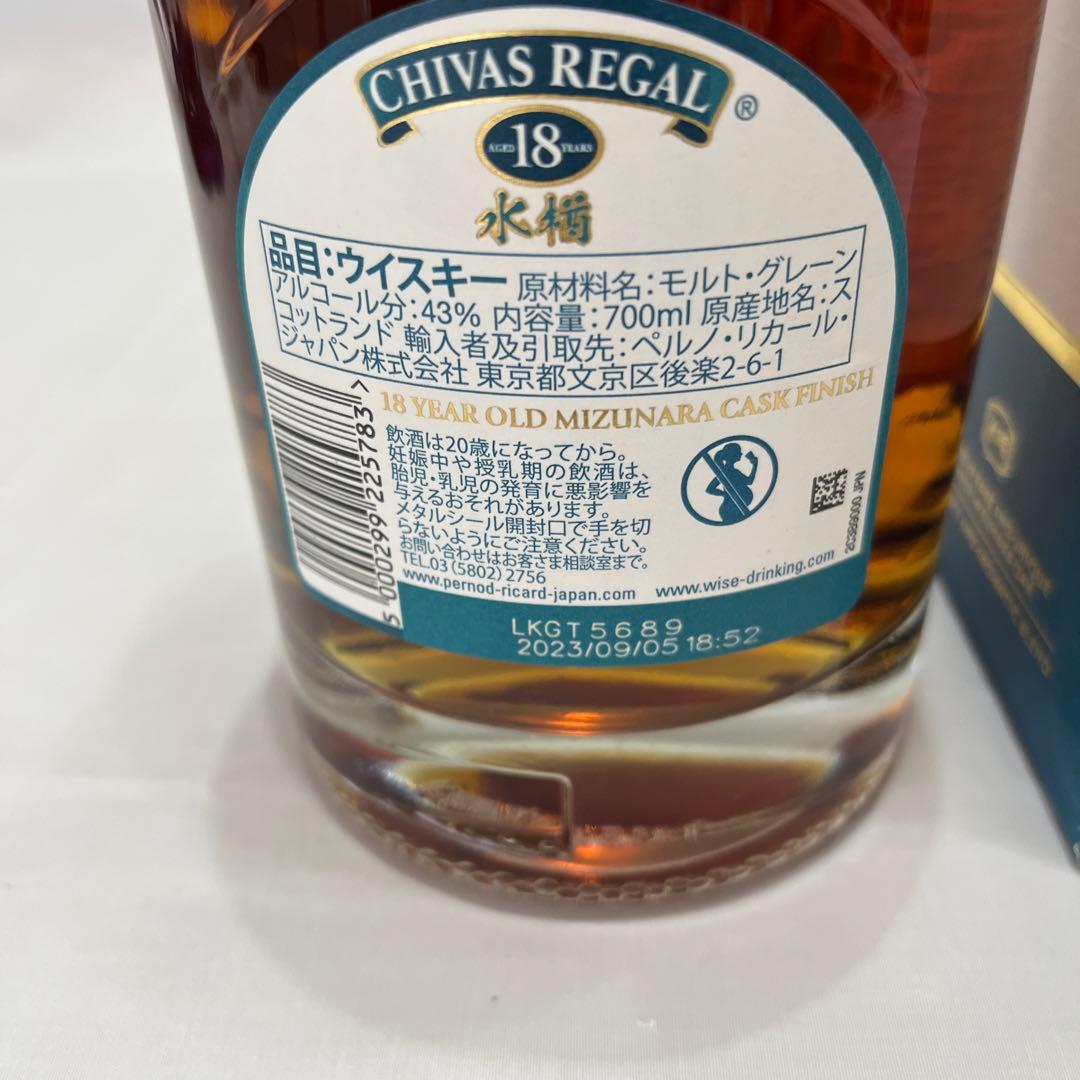 CHIVAS REGAL ®
AGED 18 YEARS
水楢
品目:ウイスキー 原材料名:モルト・グレーン
アルコール分:43% 内容量:700ml 原産地名:ス
コットランド 輸入者及引取先:ペルノ・リカール・
ジャパン株式会社 東京都文京区後楽2-6-1
18 YEAR OLD MIZUNARA CASK FINISH
飲酒は20歳になってから。
妊娠中や授乳期の飲酒は、
胎児・乳児の発育に悪影響を
与えるおそれがあります。
メタルシール開封口で手を切
らないようにご注意ください。
お問い合わせはお客さま相談室まで。
TEL.03(5802)2756
www.pernod-ricard-japan.com www.wise-drinking.com
5 000299 225783 >
LKGT5689
2023/09/05 18:52